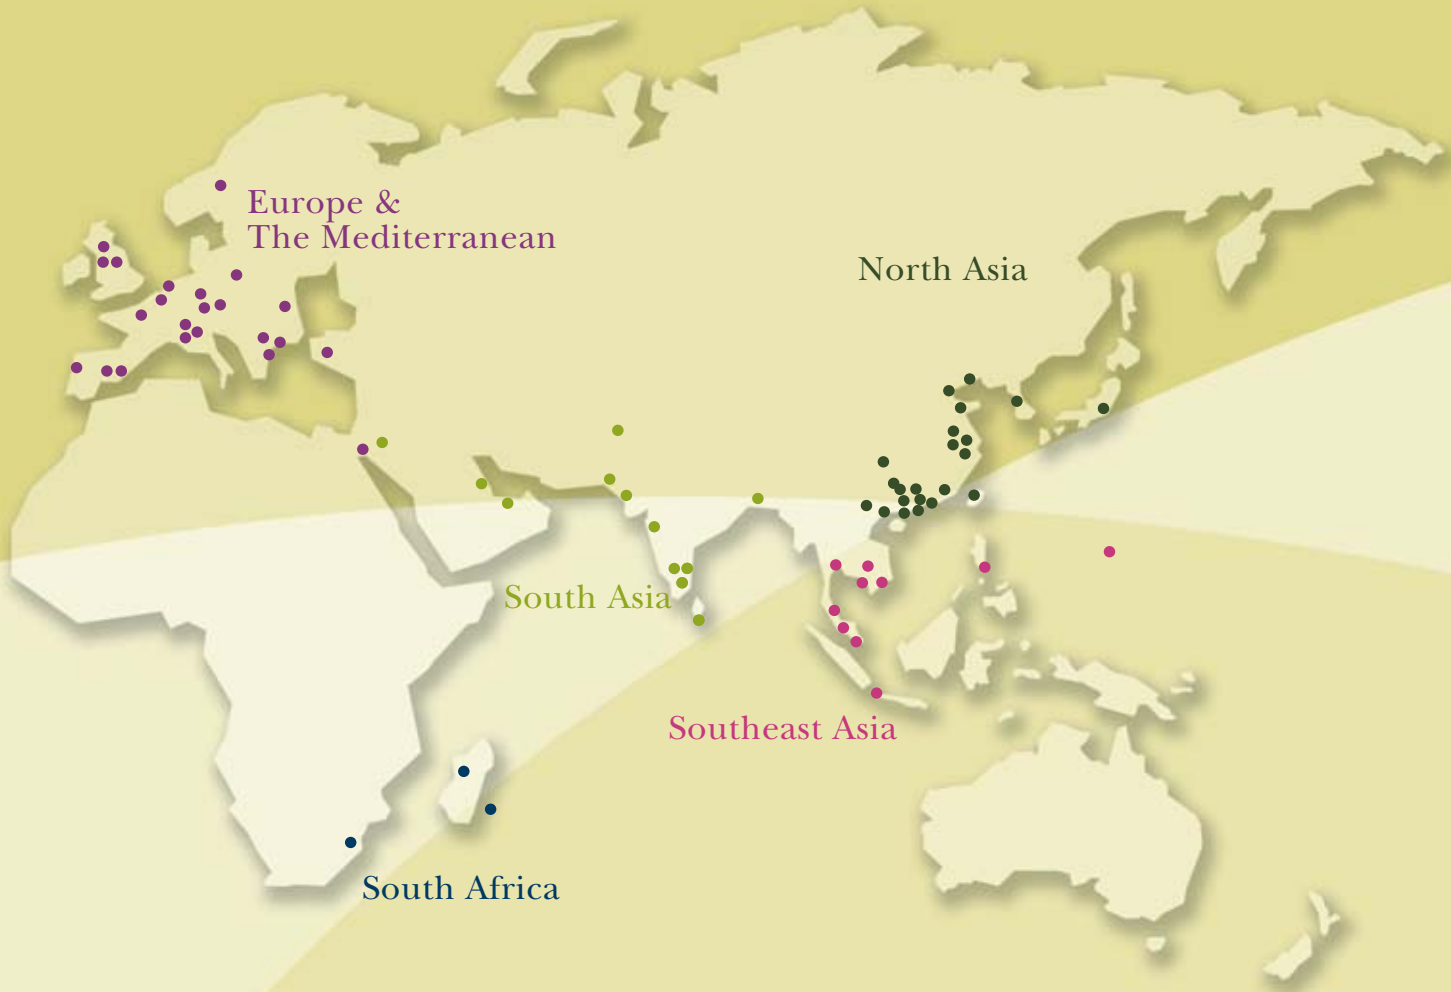 Europe &
The Mediterranean
North Asia
South Asia
Southeast Asia
South Africa